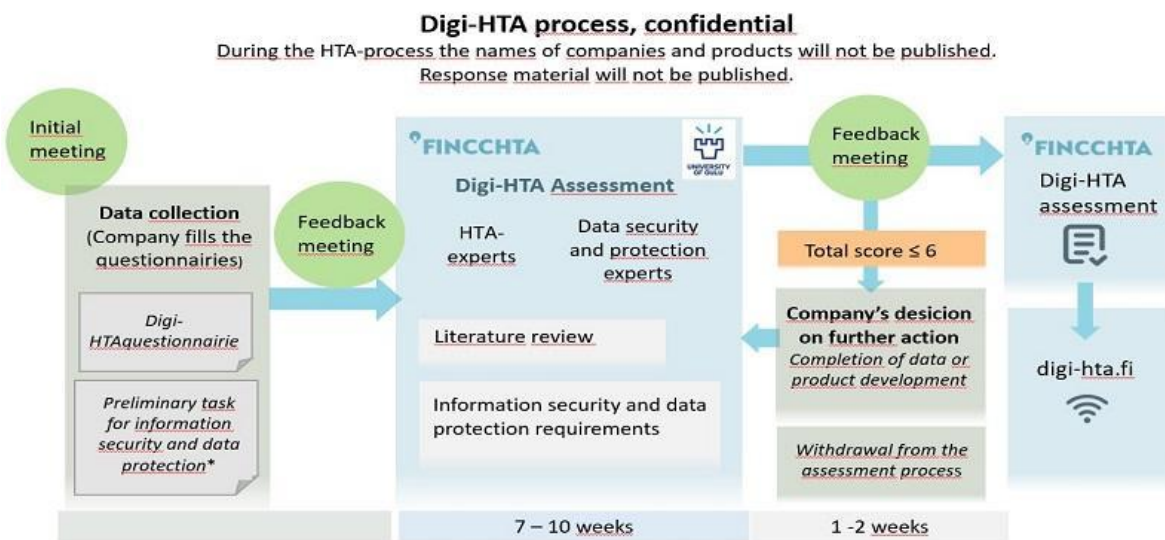 Digi-HTA process, confidential
During the HTA-process the names of companies and products will not be published.
Response material will not be published.
Initial
meeting
Data collection
(Company fills the
questionnairies)
Digi-
HTAquestionnairie
Preliminary task
for information
security and data
protection*
Feedback
meeting
FINCCHTA
UNIVERSITY
OF OULU
Digi-HTA Assessment
HTA-
experts
Data security
and protection
experts
Literature review
Information security and data
protection requirements
7 – 10 weeks
Feedback
meeting
Total score ≤ 6
Company's desicion
on further action
Completion of data or
product development
Withdrawal from the
assessment process
1 -2 weeks
FINCCHTA
Digi-HTA
assessment
digi-hta.fi